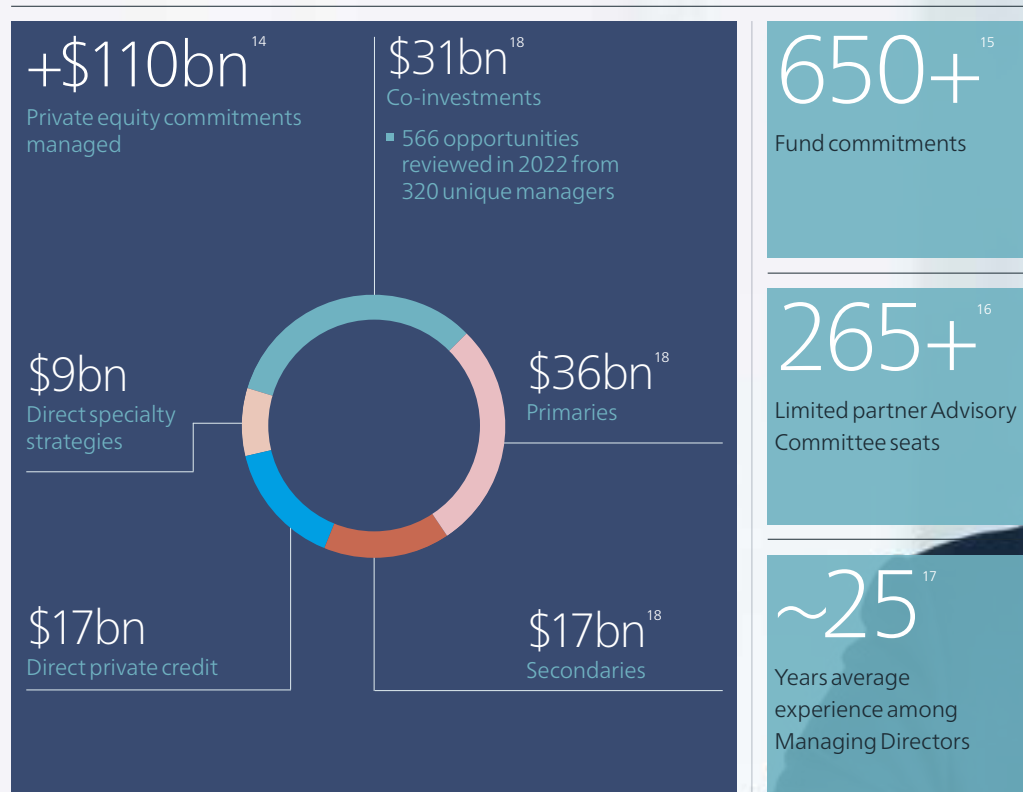 +$110bn14
Private equity commitments
managed
$31bn18
Co-investments
566 opportunities
reviewed in 2022 from
320 unique managers
$9bn
Direct specialty
strategies
$36bn18
Primaries
$17bn
Direct private credit
$17bn18
Secondaries
650+15
Fund commitments
265+16
Limited partner Advisory
Committee seats
~2517
Years average
experience among
Managing Directors